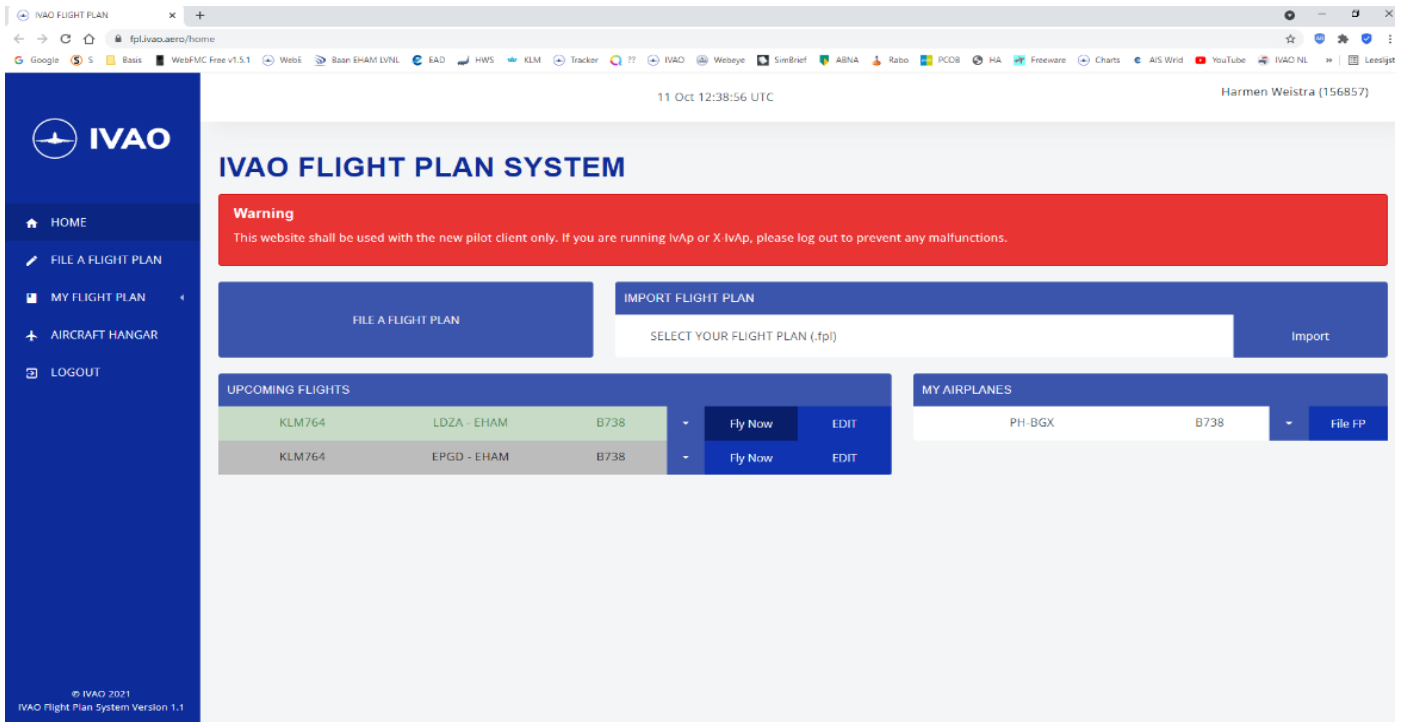 IVAO FLIGHT PLAN
fpl.ivao.aero/home
Google S S Basis WebFMC Free v1.5.1 WebE Baan EHAM LVNL EAD HWS KLM Tracker ?? IVAO Webeye SimBrief ABNA Rabo PCOB HA Freeware Charts AIS Wrld YouTube IVAO NL » Leeslijst
11 Oct 12:38:56 UTC
Harmen Weistra (156857)
IVAO
IVAO FLIGHT PLAN SYSTEM
Warning
This website shall be used with the new pilot client only. If you are running IvAp or X-IvAp, please log out to prevent any malfunctions.
HOME
FILE A FLIGHT PLAN
MY FLIGHT PLAN
AIRCRAFT HANGAR
LOGOUT
FILE A FLIGHT PLAN
IMPORT FLIGHT PLAN
SELECT YOUR FLIGHT PLAN (.fpl)
Import
UPCOMING FLIGHTS
KLM764 LDZA - EHAM B738 Fly Now EDIT
KLM764 EPGD - EHAM B738 Fly Now EDIT
MY AIRPLANES
PH-BGX B738 File FP
© IVAO 2021
IVAO Flight Plan System Version 1.1